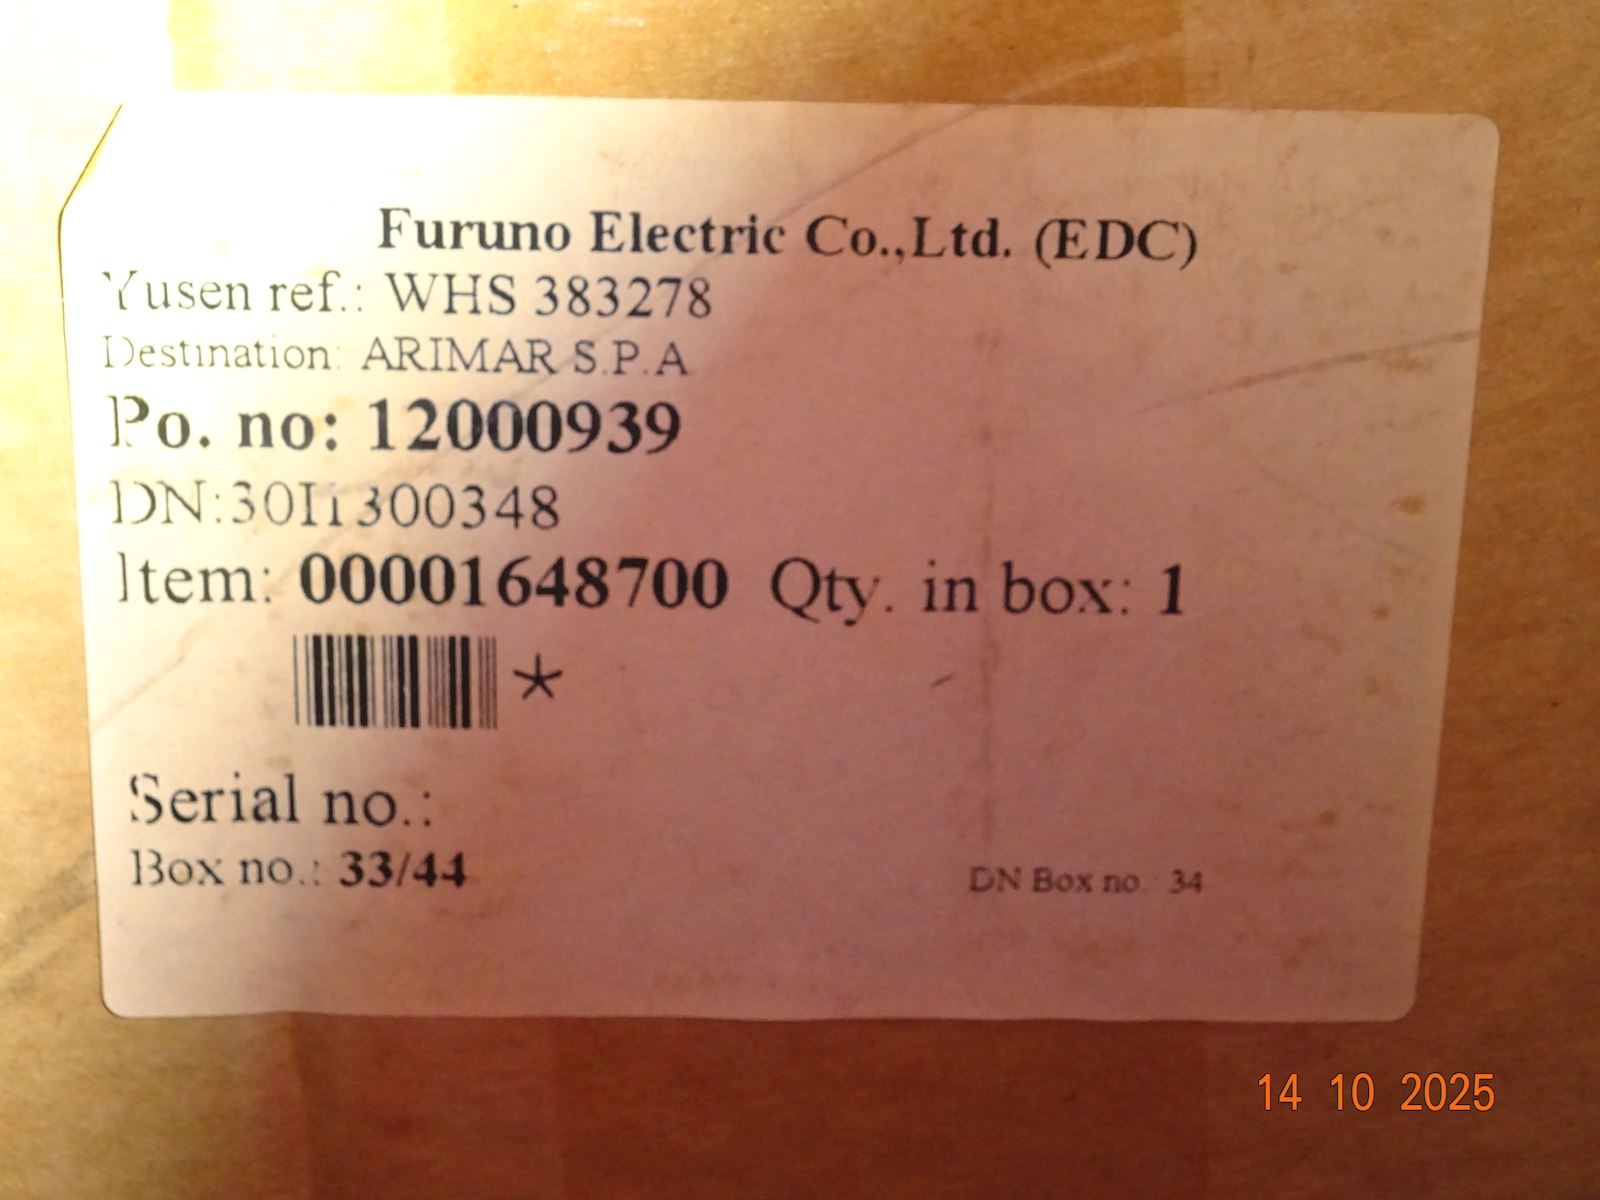 Furuno Electric Co.,Ltd. (EDC)
Yusen ref.: WHS 383278
Destination: ARIMAR S.P.A
Po. no: 12000939
DN:30I1300348
Item: 00001648700 Qty. in box: 1
*
Serial no.:
Box no.: 33/44
DN Box no. 34
14 10 2025